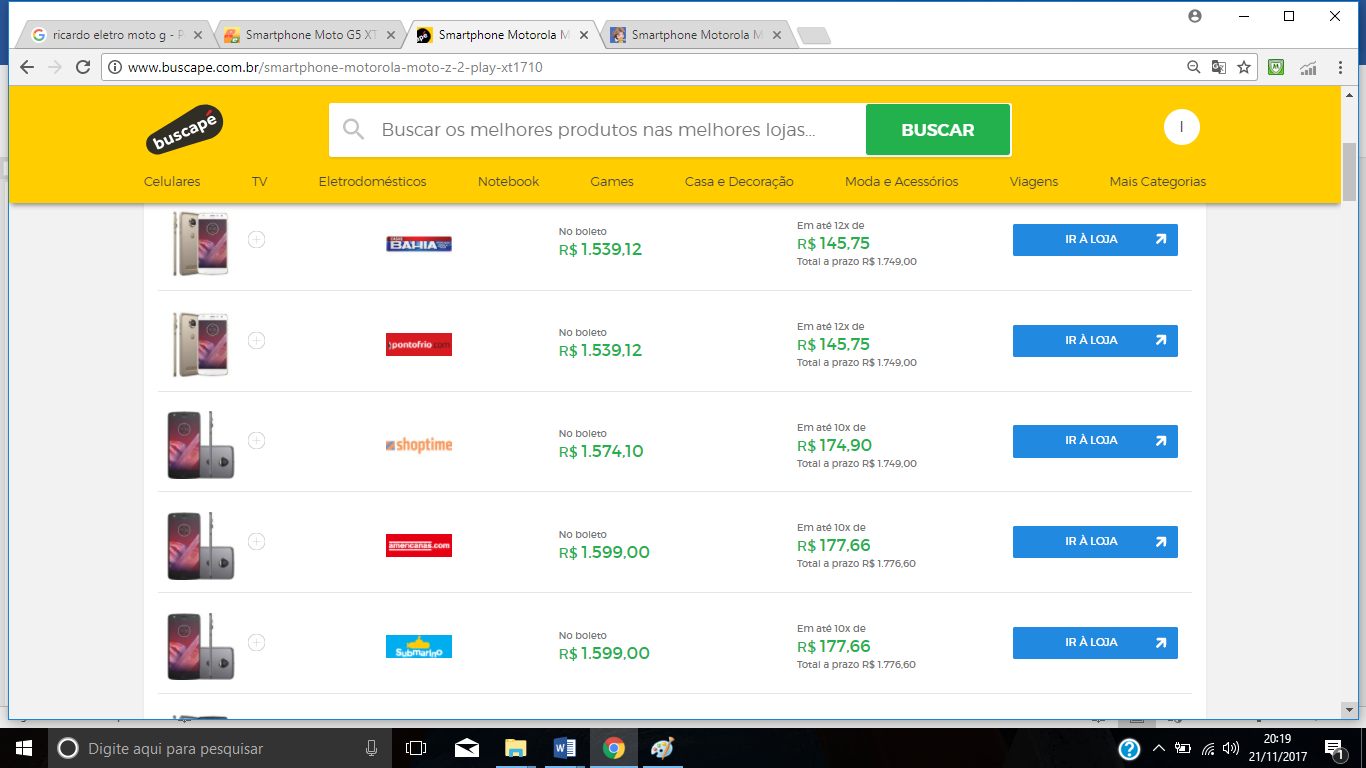 ricardo eletro moto g - P
Smartphone Moto G5 XT
Smartphone Motorola M
Smartphone Motorola M
www.buscape.com.br/smartphone-motorola-moto-z-2-play-xt1710
buscapé
Buscar os melhores produtos nas melhores lojas...
BUSCAR
I
Celulares TV Eletrodomésticos Notebook Games Casa e Decoração Moda e Acessórios Viagens Mais Categorias
CASAS
BAHIA
No boleto
R$ 1.539,12
Em até 12x de
R$ 145,75
Total a prazo R$ 1.749,00
IR À LOJA
pontofrio.com
No boleto
R$ 1.539,12
Em até 12x de
R$ 145,75
Total a prazo R$ 1.749,00
IR À LOJA
shoptime
No boleto
R$ 1.574,10
Em até 10x de
R$ 174,90
Total a prazo R$ 1.749,00
IR À LOJA
americanas.com
No boleto
R$ 1.599,00
Em até 10x de
R$ 177,66
Total a prazo R$ 1.776,60
IR À LOJA
Submarino
No boleto
R$ 1.599,00
Em até 10x de
R$ 177,66
Total a prazo R$ 1.776,60
IR À LOJA
Digite aqui para pesquisar
20:19
21/11/2017
1